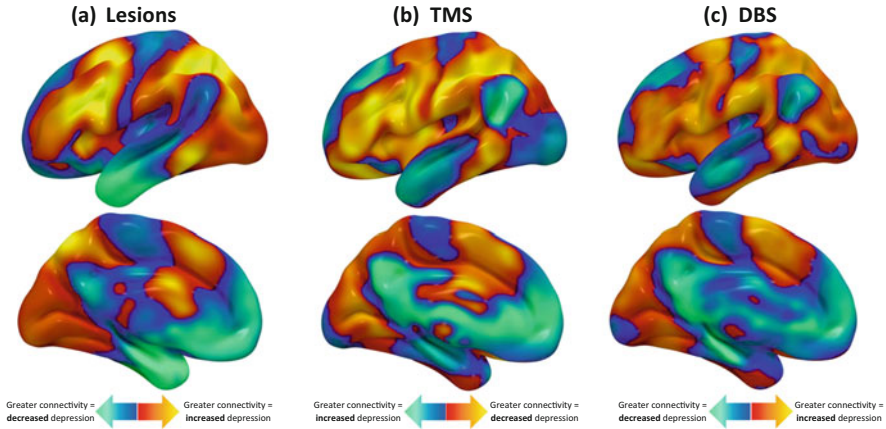 (a) Lesions
(b) TMS
(c) DBS
Greater connectivity =
decreased depression
Greater connectivity =
increased depression
Greater connectivity =
increased depression
Greater connectivity =
decreased depression
Greater connectivity =
decreased depression
Greater connectivity =
increased depression